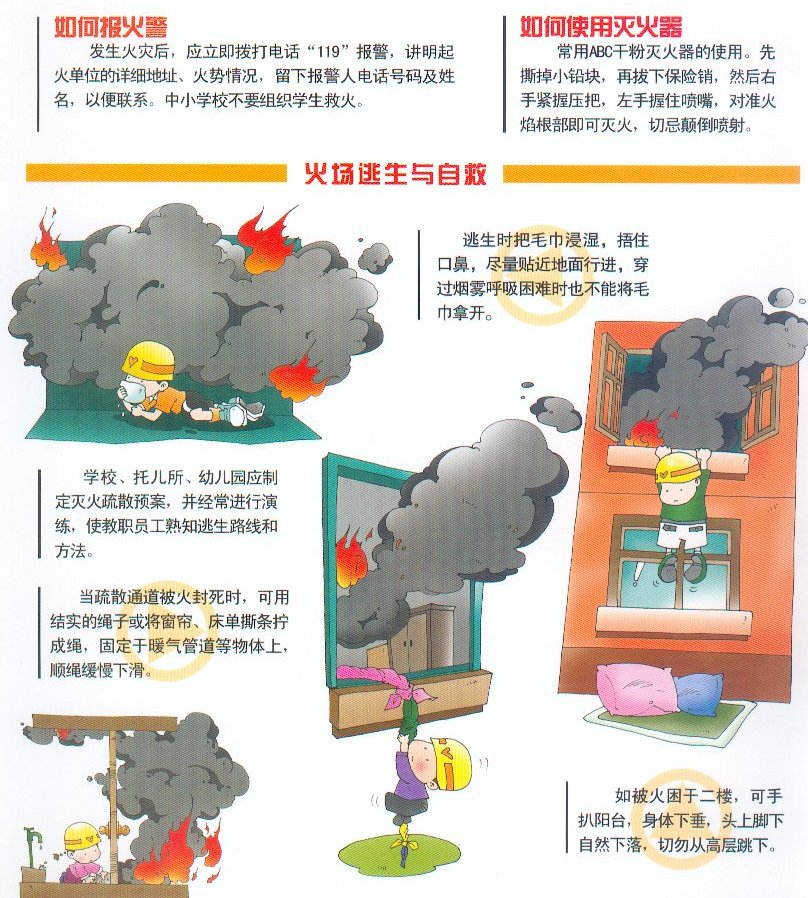 如何报火警
发生火灾后，应立即拨打电话“119”报警，讲明起
火单位的详细地址、火势情况，留下报警人电话号码及姓
名，以便联系。中小学校不要组织学生救火。
如何使用灭火器
常用ABC干粉灭火器的使用。先
撕掉小铅块，再拔下保险销，然后右
手紧握压把，左手握住喷嘴，对准火
焰根部即可灭火，切忌颠倒喷射。
火场逃生与自救
逃生时把毛巾浸湿，捂住
口鼻，尽量贴近地面行进，穿
过烟雾呼吸困难时也不能将毛
巾拿开。
学校、托儿所、幼儿园应制
定灭火疏散预案，并经常进行演
练，使教职员工熟知逃生路线和
方法。
当疏散通道被火封死时，可用
结实的绳子或将窗帘、床单撕条拧
成绳，固定于暖气管道等物体上，
顺绳缓慢下滑。
如被火困于二楼，可手
扒阳台，身体下垂，头上脚下
自然下落，切勿从高层跳下。